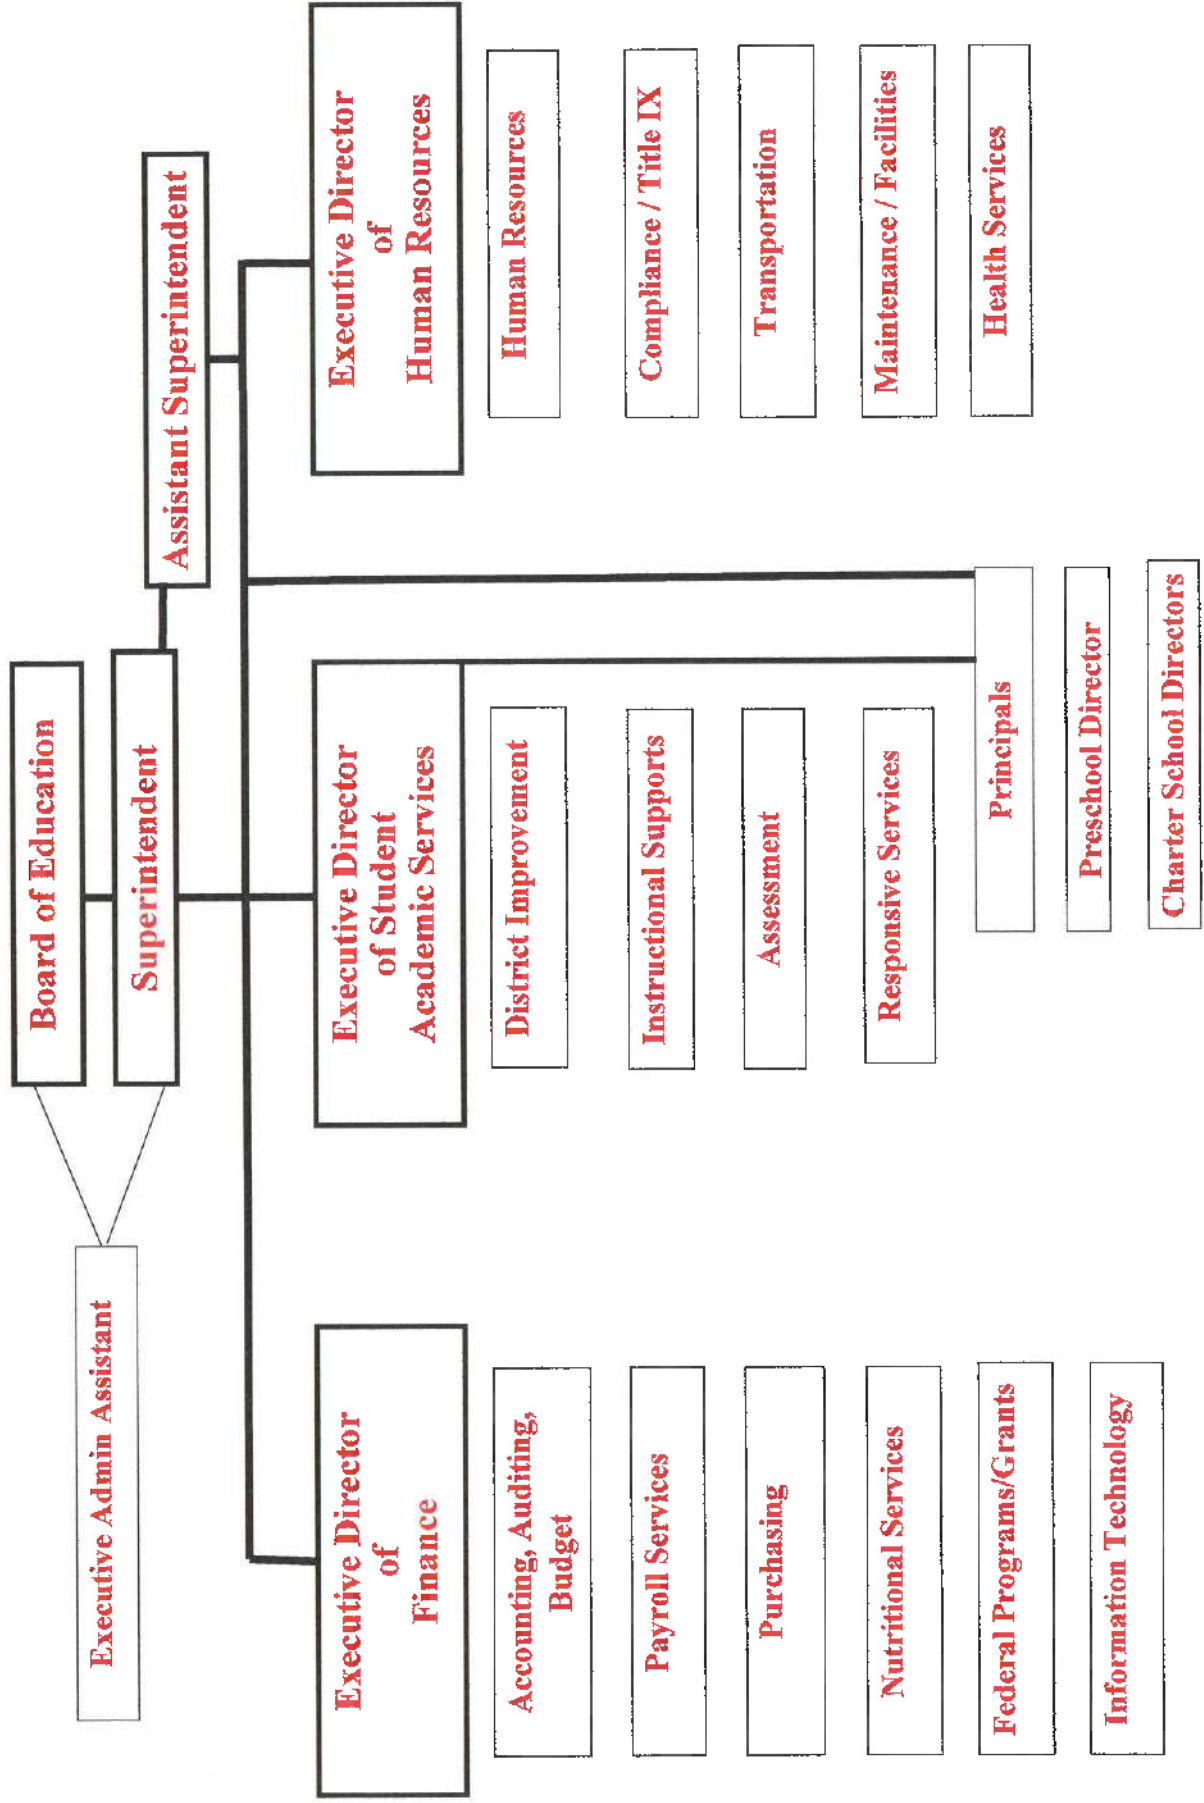 Board of Education
Executive Admin Assistant
Superintendent
Assistant Superintendent
Executive Director
of
Finance
Accounting, Auditing,
Budget
Payroll Services
Purchasing
Nutritional Services
Federal Programs/Grants
Information Technology
Executive Director
of Student
Academic Services
District Improvement
Instructional Supports
Assessment
Responsive Services
Principals
Preschool Director
Charter School Directors
Executive Director
of
Human Resources
Human Resources
Compliance / Title IX
Transportation
Maintenance / Facilities
Health Services